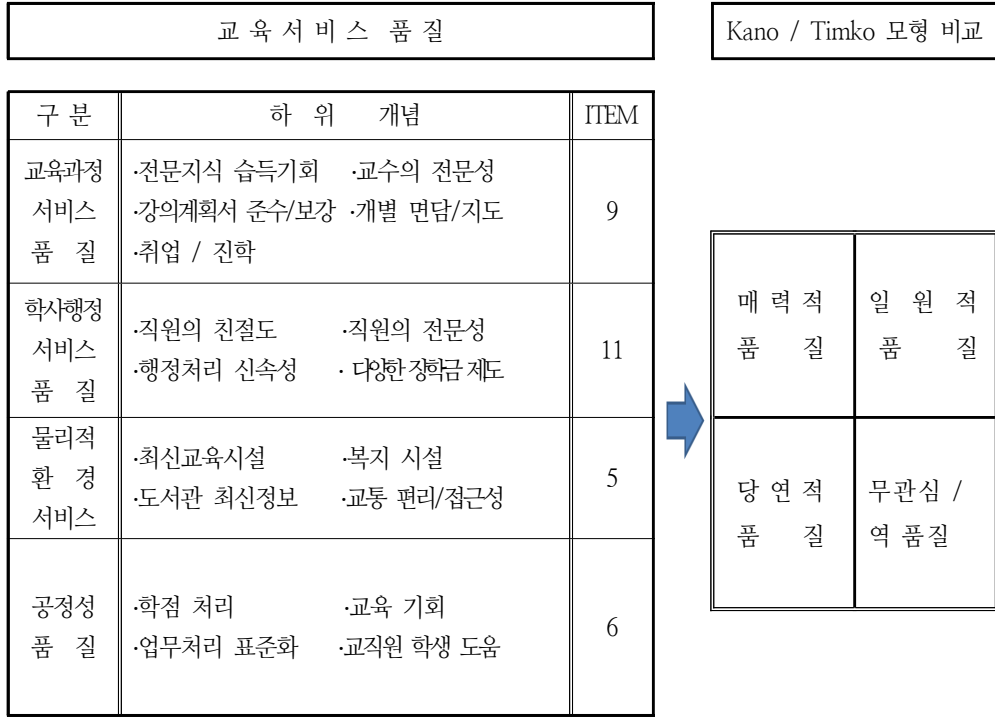 교육서비스 품질
Kano / Timko 모형 비교
구 분 하 위 개념 ITEM
교육과정
서비스
품 질
·전문지식 습득기회 ·교수의 전문성
·강의계획서 준수/보강 ·개별 면담/지도
·취업 / 진학
9
학사행정
서비스
품 질
·직원의 친절도 ·직원의 전문성
·행정처리 신속성 · 다양한 장학금 제도
11
물리적
환 경
서비스
·최신교육시설 ·복지 시설
·도서관 최신정보 ·교통 편리/접근성
5
공정성
품 질
·학점 처리 ·교육 기회
·업무처리 표준화 ·교직원 학생 도움
6
매 력 적
품 질
일 원 적
품 질
당 연 적
품 질
무관심 /
역 품질